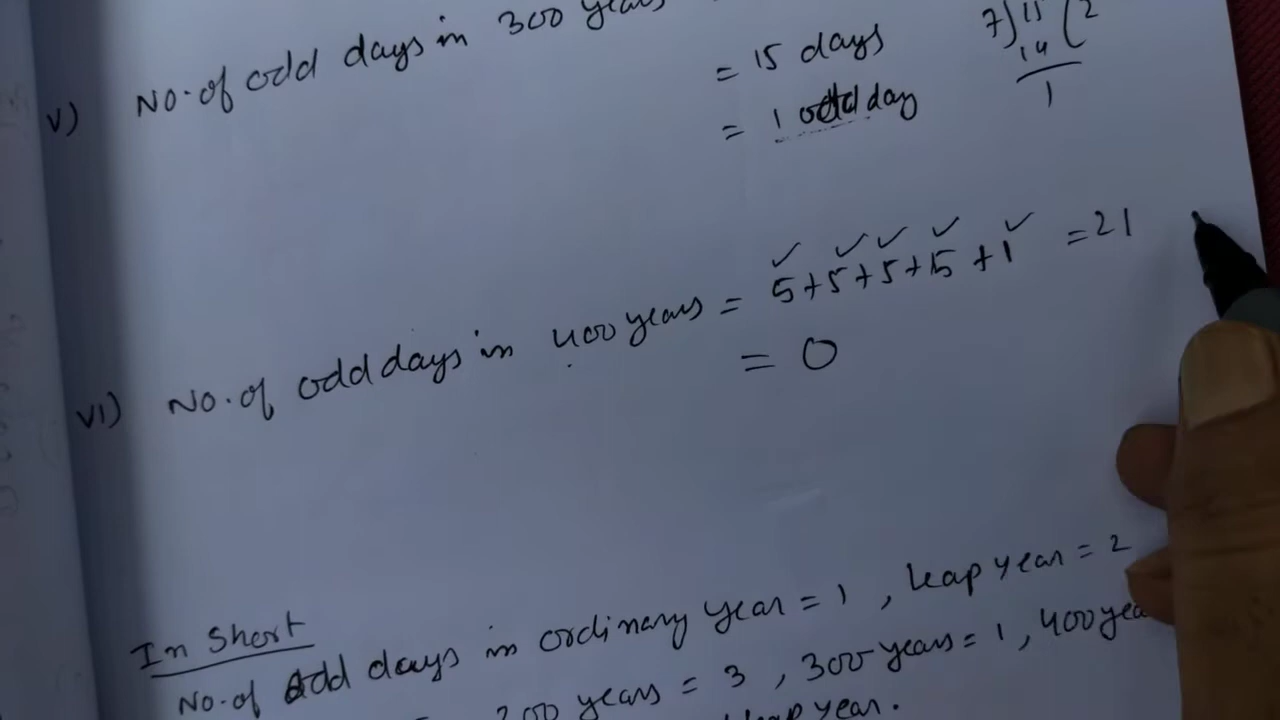 V) No. of odd days in 300 years
= 15 days 7) 15 ( 2
14
= 1 odd day 1
VI) No. of odd days in 400 years = 5+5+5+5+1 = 21
= 0
In Short
No. of odd days in ordinary year = 1, leap year = 2
200 years = 3, 300 years = 1, 400 yea
leap year.